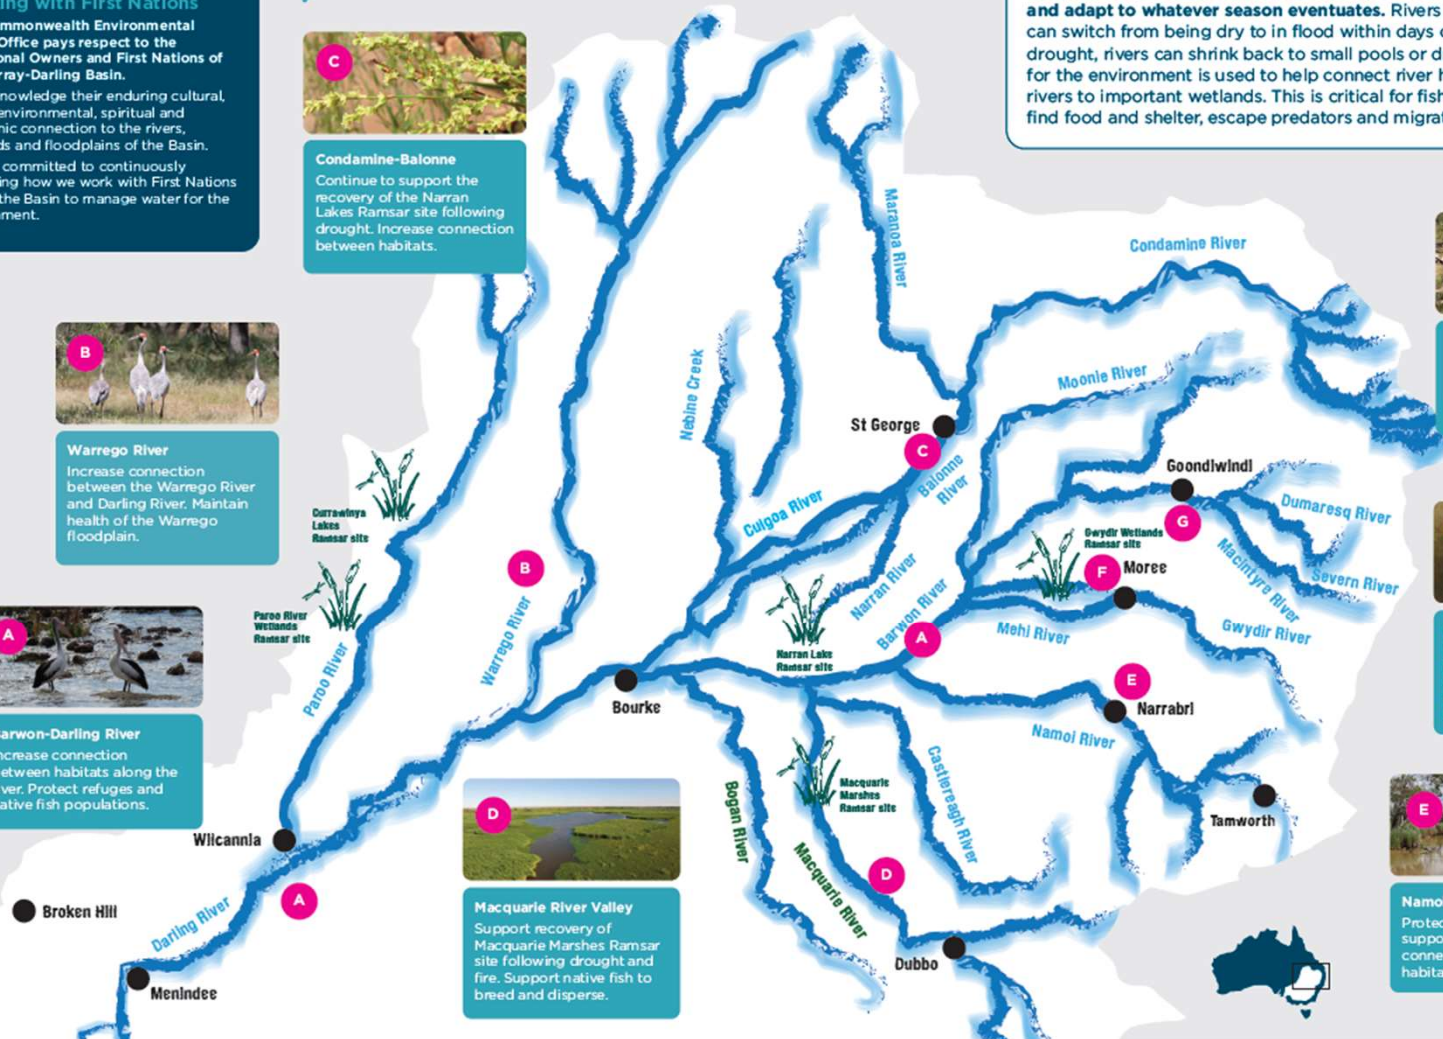 ing with First Nations
mmonwealth Environmental
Office pays respect to the
onal Owners and First Nations of
rray-Darling Basin.
nowledge their enduring cultural,
environmental, spiritual and
mic connection to the rivers,
ds and floodplains of the Basin.
committed to continuously
ing how we work with First Nations
the Basin to manage water for the
nment.
and adapt to whatever season eventuates. Rivers
can switch from being dry to in flood within days
drought, rivers can shrink back to small pools or d
for the environment is used to help connect river h
rivers to important wetlands. This is critical for fish
find food and shelter, escape predators and migra
C
Condamine-Balonne
Continue to support the
recovery of the Narran
Lakes Ramsar site following
drought. Increase connection
between habitats.
B
Warrego River
Increase connection
between the Warrego River
and Darling River. Maintain
health of the Warrego
floodplain.
A
Barwon-Darling River
ncrease connection
etween habitats along the
ver. Protect refuges and
ative fish populations.
D
Macquarie River Valley
Support recovery of
Macquarie Marshes Ramsar
site following drought and
fire. Support native fish to
breed and disperse.
E
Namo
Protec
suppo
conne
habita
Maranoa River
Condamine River
Nebine Creek
Moonie River
St George
C
Balonne
River
Culgoa River
Goondiwindi
G
Dumaresq River
Macintyre River
Severn River
Currawinya
Lakes
Ramsar site
Paroo River
Wetlands
Ramsar site
Paroo River
B
Warrego River
Gwydir Wetlands
Ramsar site
F
Moree
Narran River
Narran Lake
Ramsar site
Barwon River
A
Mehi River
Gwydir River
Bourke
E
Narrabri
Namoi River
Tamworth
Castlereagh River
Macquarie
Marshes
Ramsar site
Bogan River
Macquarie River
D
Dubbo
Wilcannia
A
Broken Hill
Darling River
Menindee